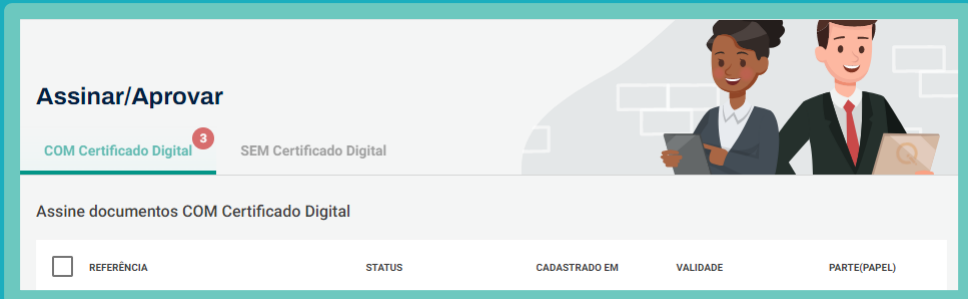 Assinar/Aprovar
COM Certificado Digital 3 SEM Certificado Digital
Assine documentos COM Certificado Digital
REFERÊNCIA STATUS CADASTRADO EM VALIDADE PARTE(PAPEL)